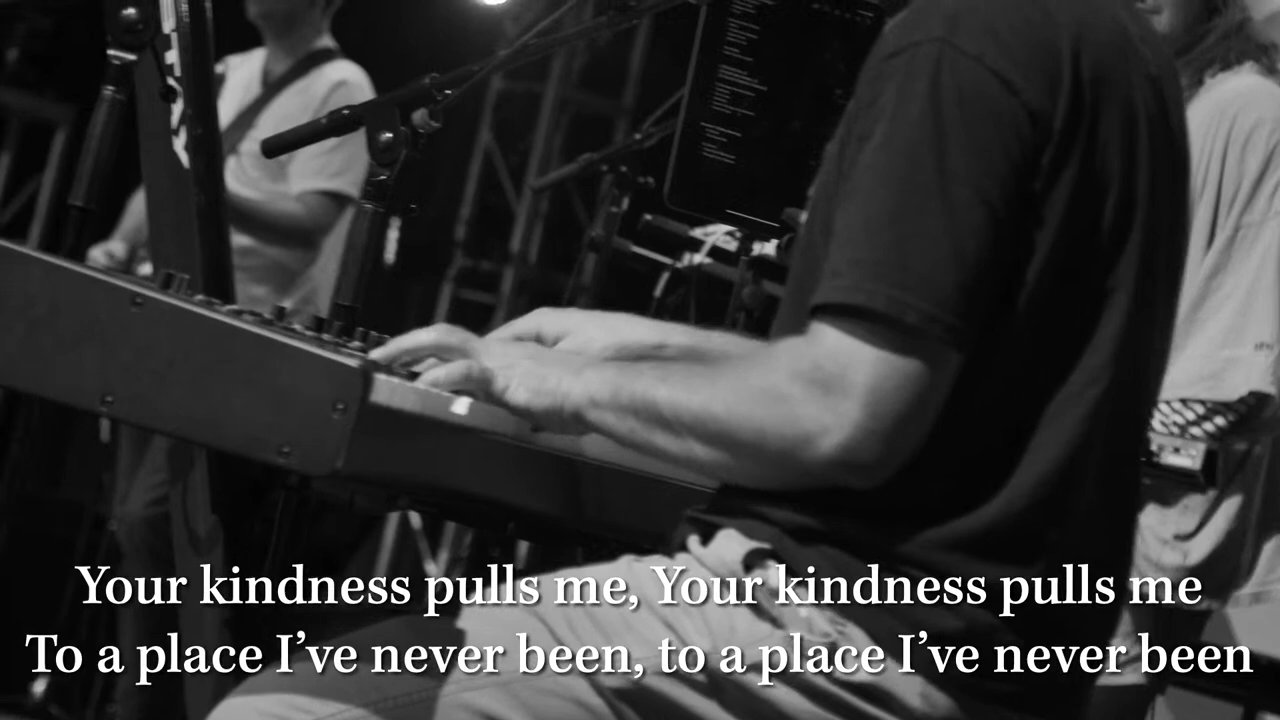 Your kindness pulls me, Your kindness pulls me
To a place I’ve never been, to a place I’ve never been